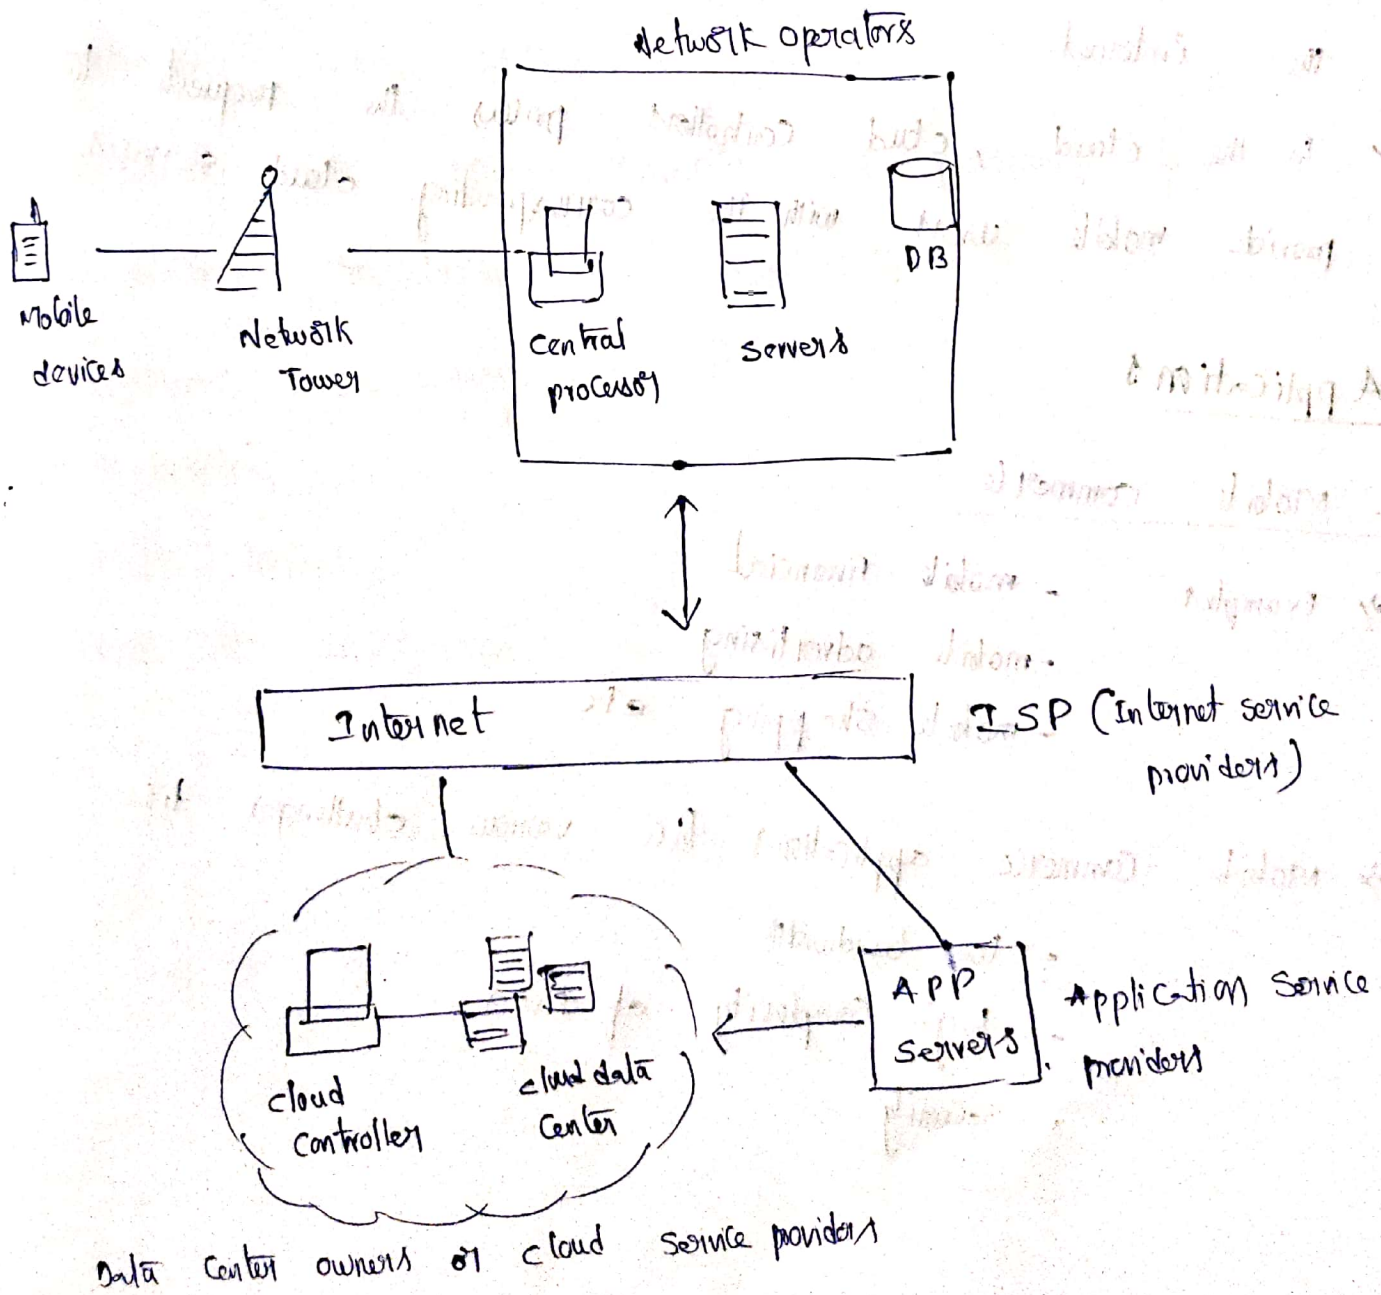 Network operators
DB
Mobile
devices
Network
Tower
Central
processor
Servers
Internet
ISP (Internet service
providers)
APP
Servers
Application Service
providers
cloud
Controller
cloud data
Center
Data Center owners or cloud Service providers